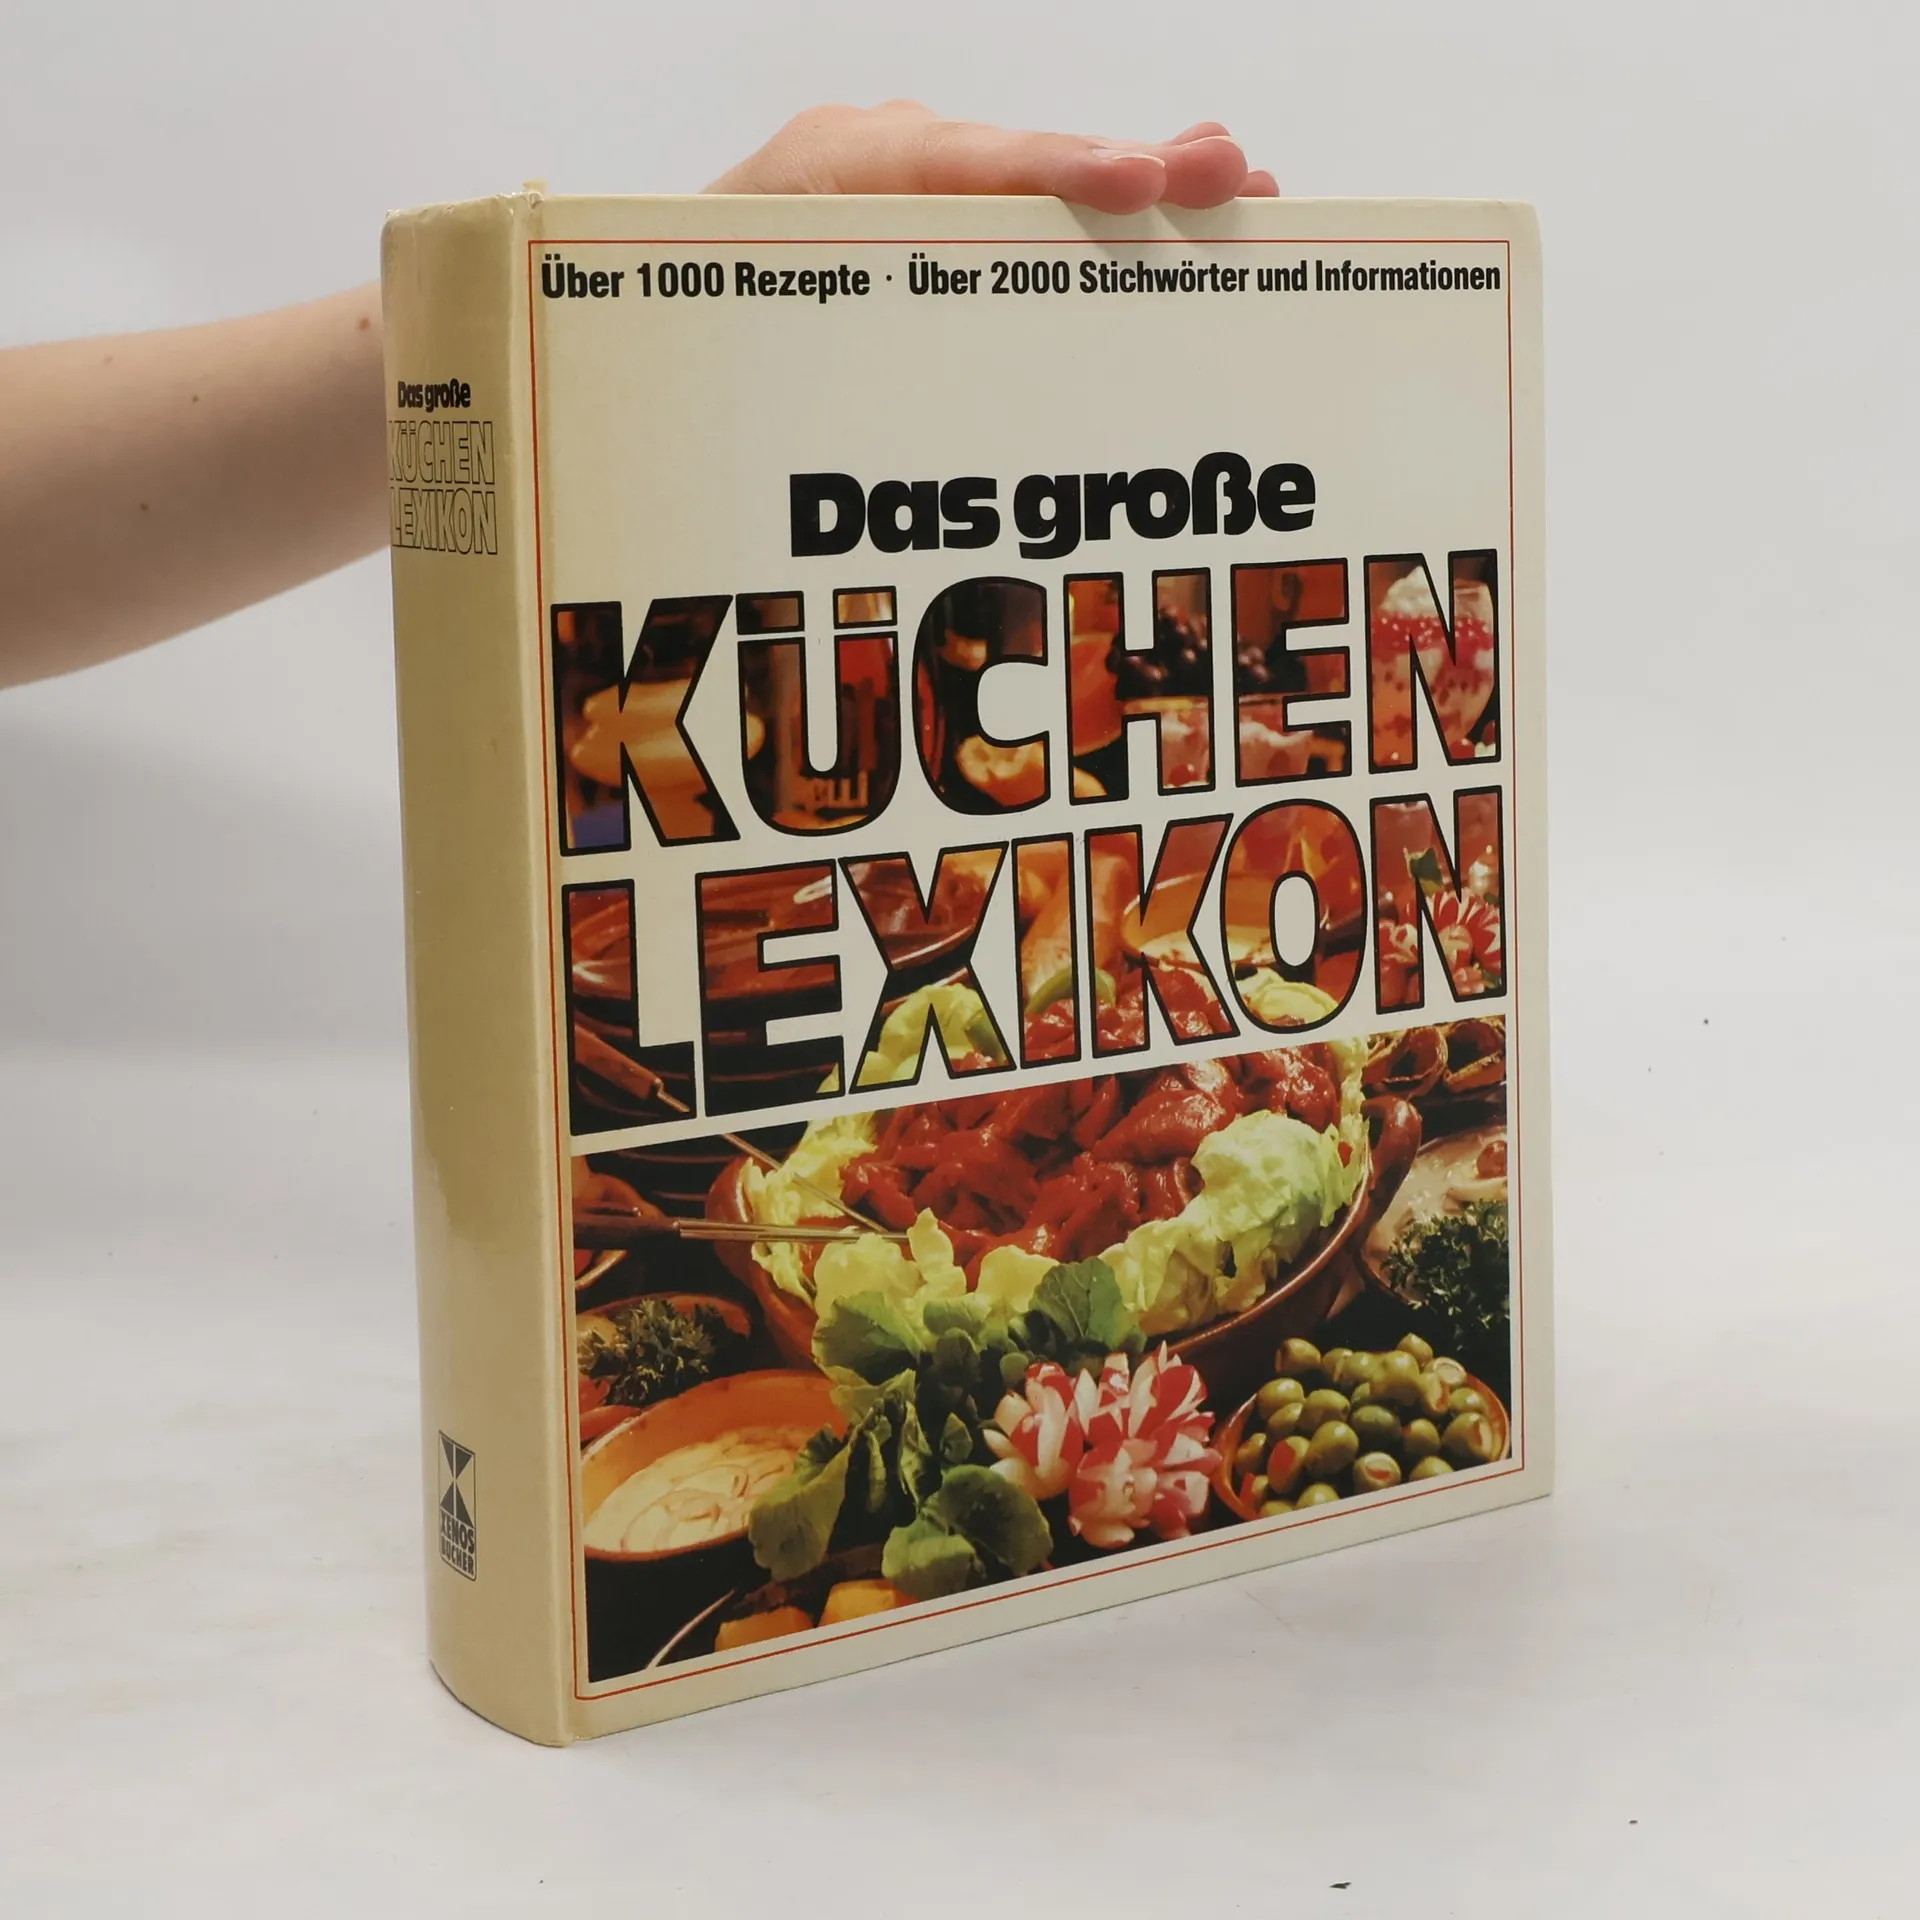 Über 1000 Rezepte · Über 2000 Stichwörter und Informationen
Das große
KÜCHEN
LEXIKON
Das große
KÜCHEN
LEXIKON
XENOS
BÜCHER